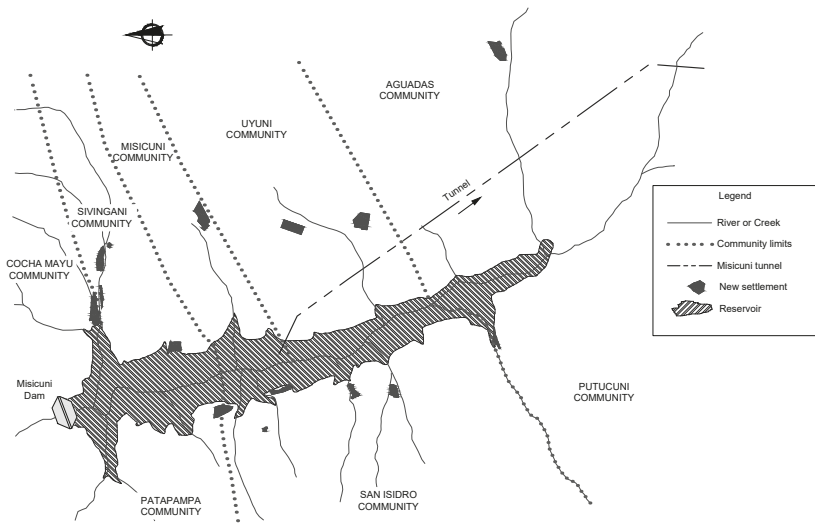 AGUADAS
COMMUNITY
UYUNI
COMMUNITY
MISICUNI
COMMUNITY
Tunnel
SIVINGANI
COMMUNITY
COCHA MAYU
COMMUNITY
Legend
River or Creek
Community limits
Misicuni tunnel
New settlement
Reservoir
Misicuni
Dam
PUTUCUNI
COMMUNITY
PATAPAMPA
COMMUNITY
SAN ISIDRO
COMMUNITY